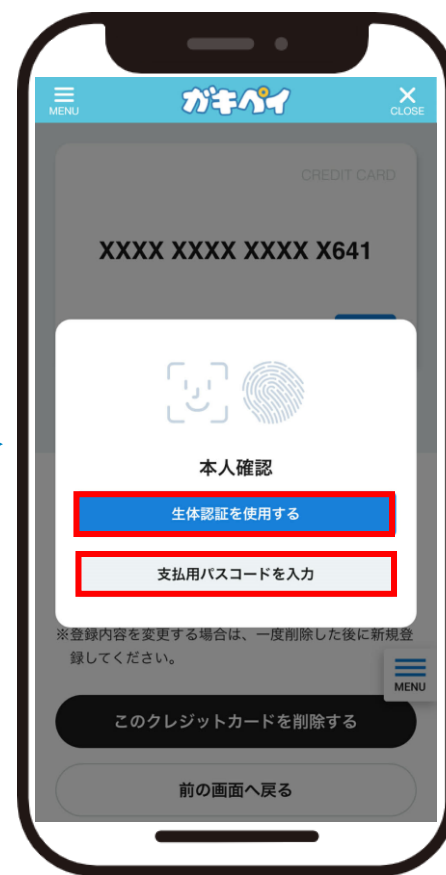 MENU
ガキペイ
CLOSE
CREDIT CARD
XXXX XXXX XXXX X641
本人確認
生体認証を使用する
支払用パスコードを入力
※登録内容を変更する場合は、一度削除した後に新規登
録してください。
MENU
このクレジットカードを削除する
前の画面へ戻る